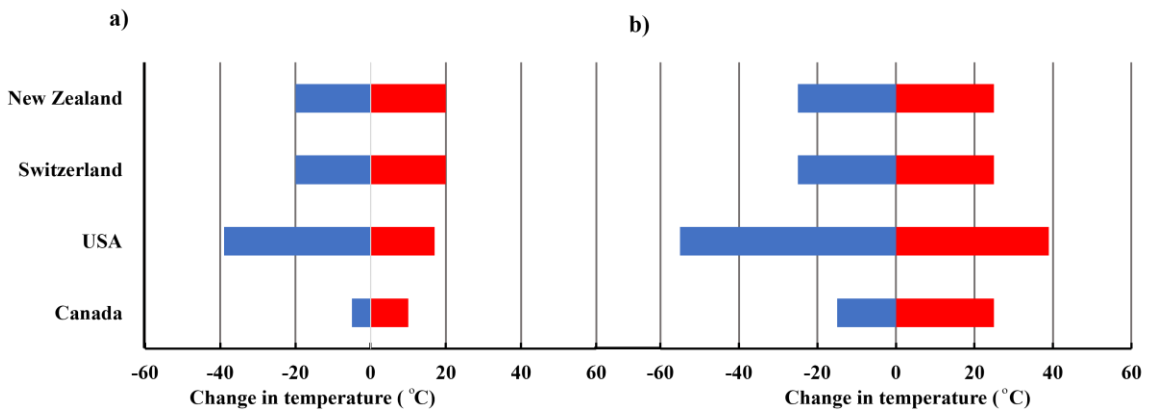 a)
b)
New Zealand
Switzerland
USA
Canada
-60 -40 -20 0 20 40 60 -60 -40 -20 0 20 40 60
Change in temperature ( °C) Change in temperature ( °C)